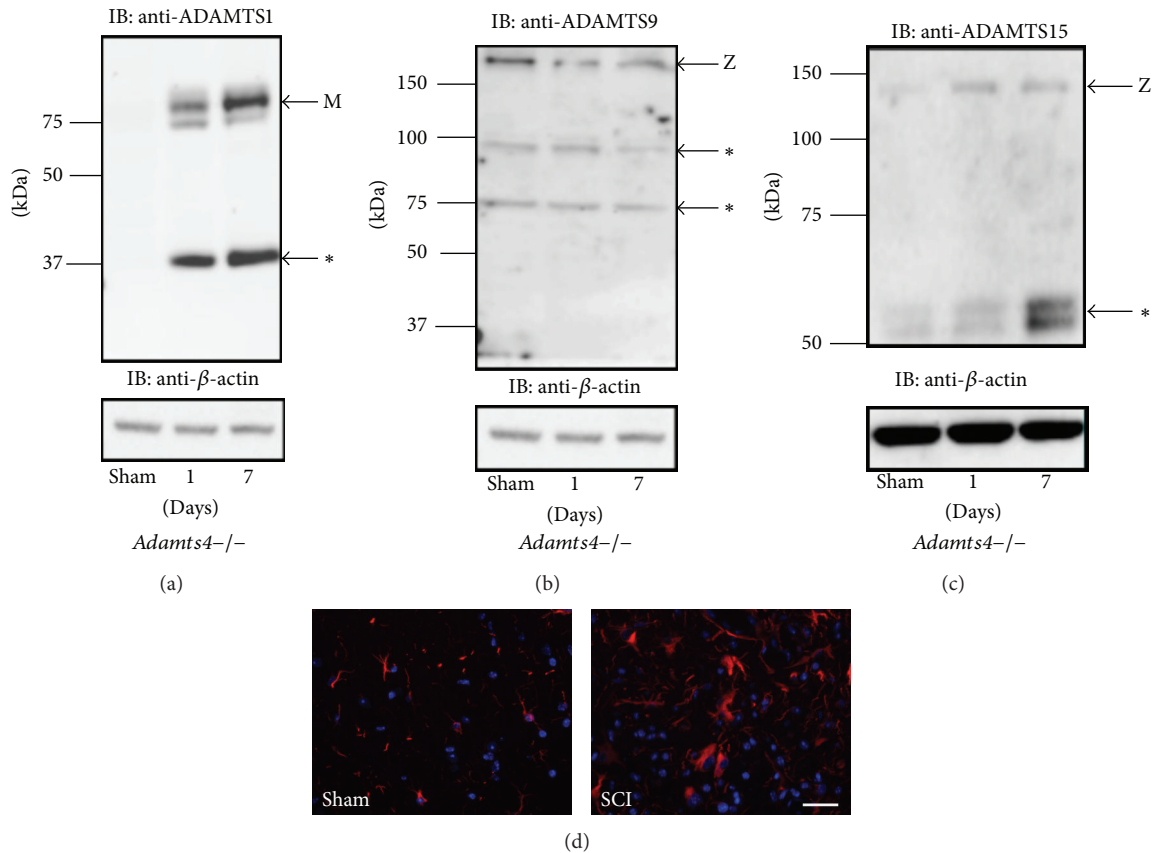 IB: anti-ADAMTS1
M
75
50
(kDa)
37
*
IB: anti-β-actin
Sham 1 7
(Days)
Adamts4−/−
(a)
IB: anti-ADAMTS9
Z
150
100
*
(kDa)
75
*
50
37
IB: anti-β-actin
Sham 1 7
(Days)
Adamts4−/−
(b)
IB: anti-ADAMTS15
150
Z
100
(kDa)
75
*
50
IB: anti-β-actin
Sham 1 7
(Days)
Adamts4−/−
(c)
Sham
SCI
(d)